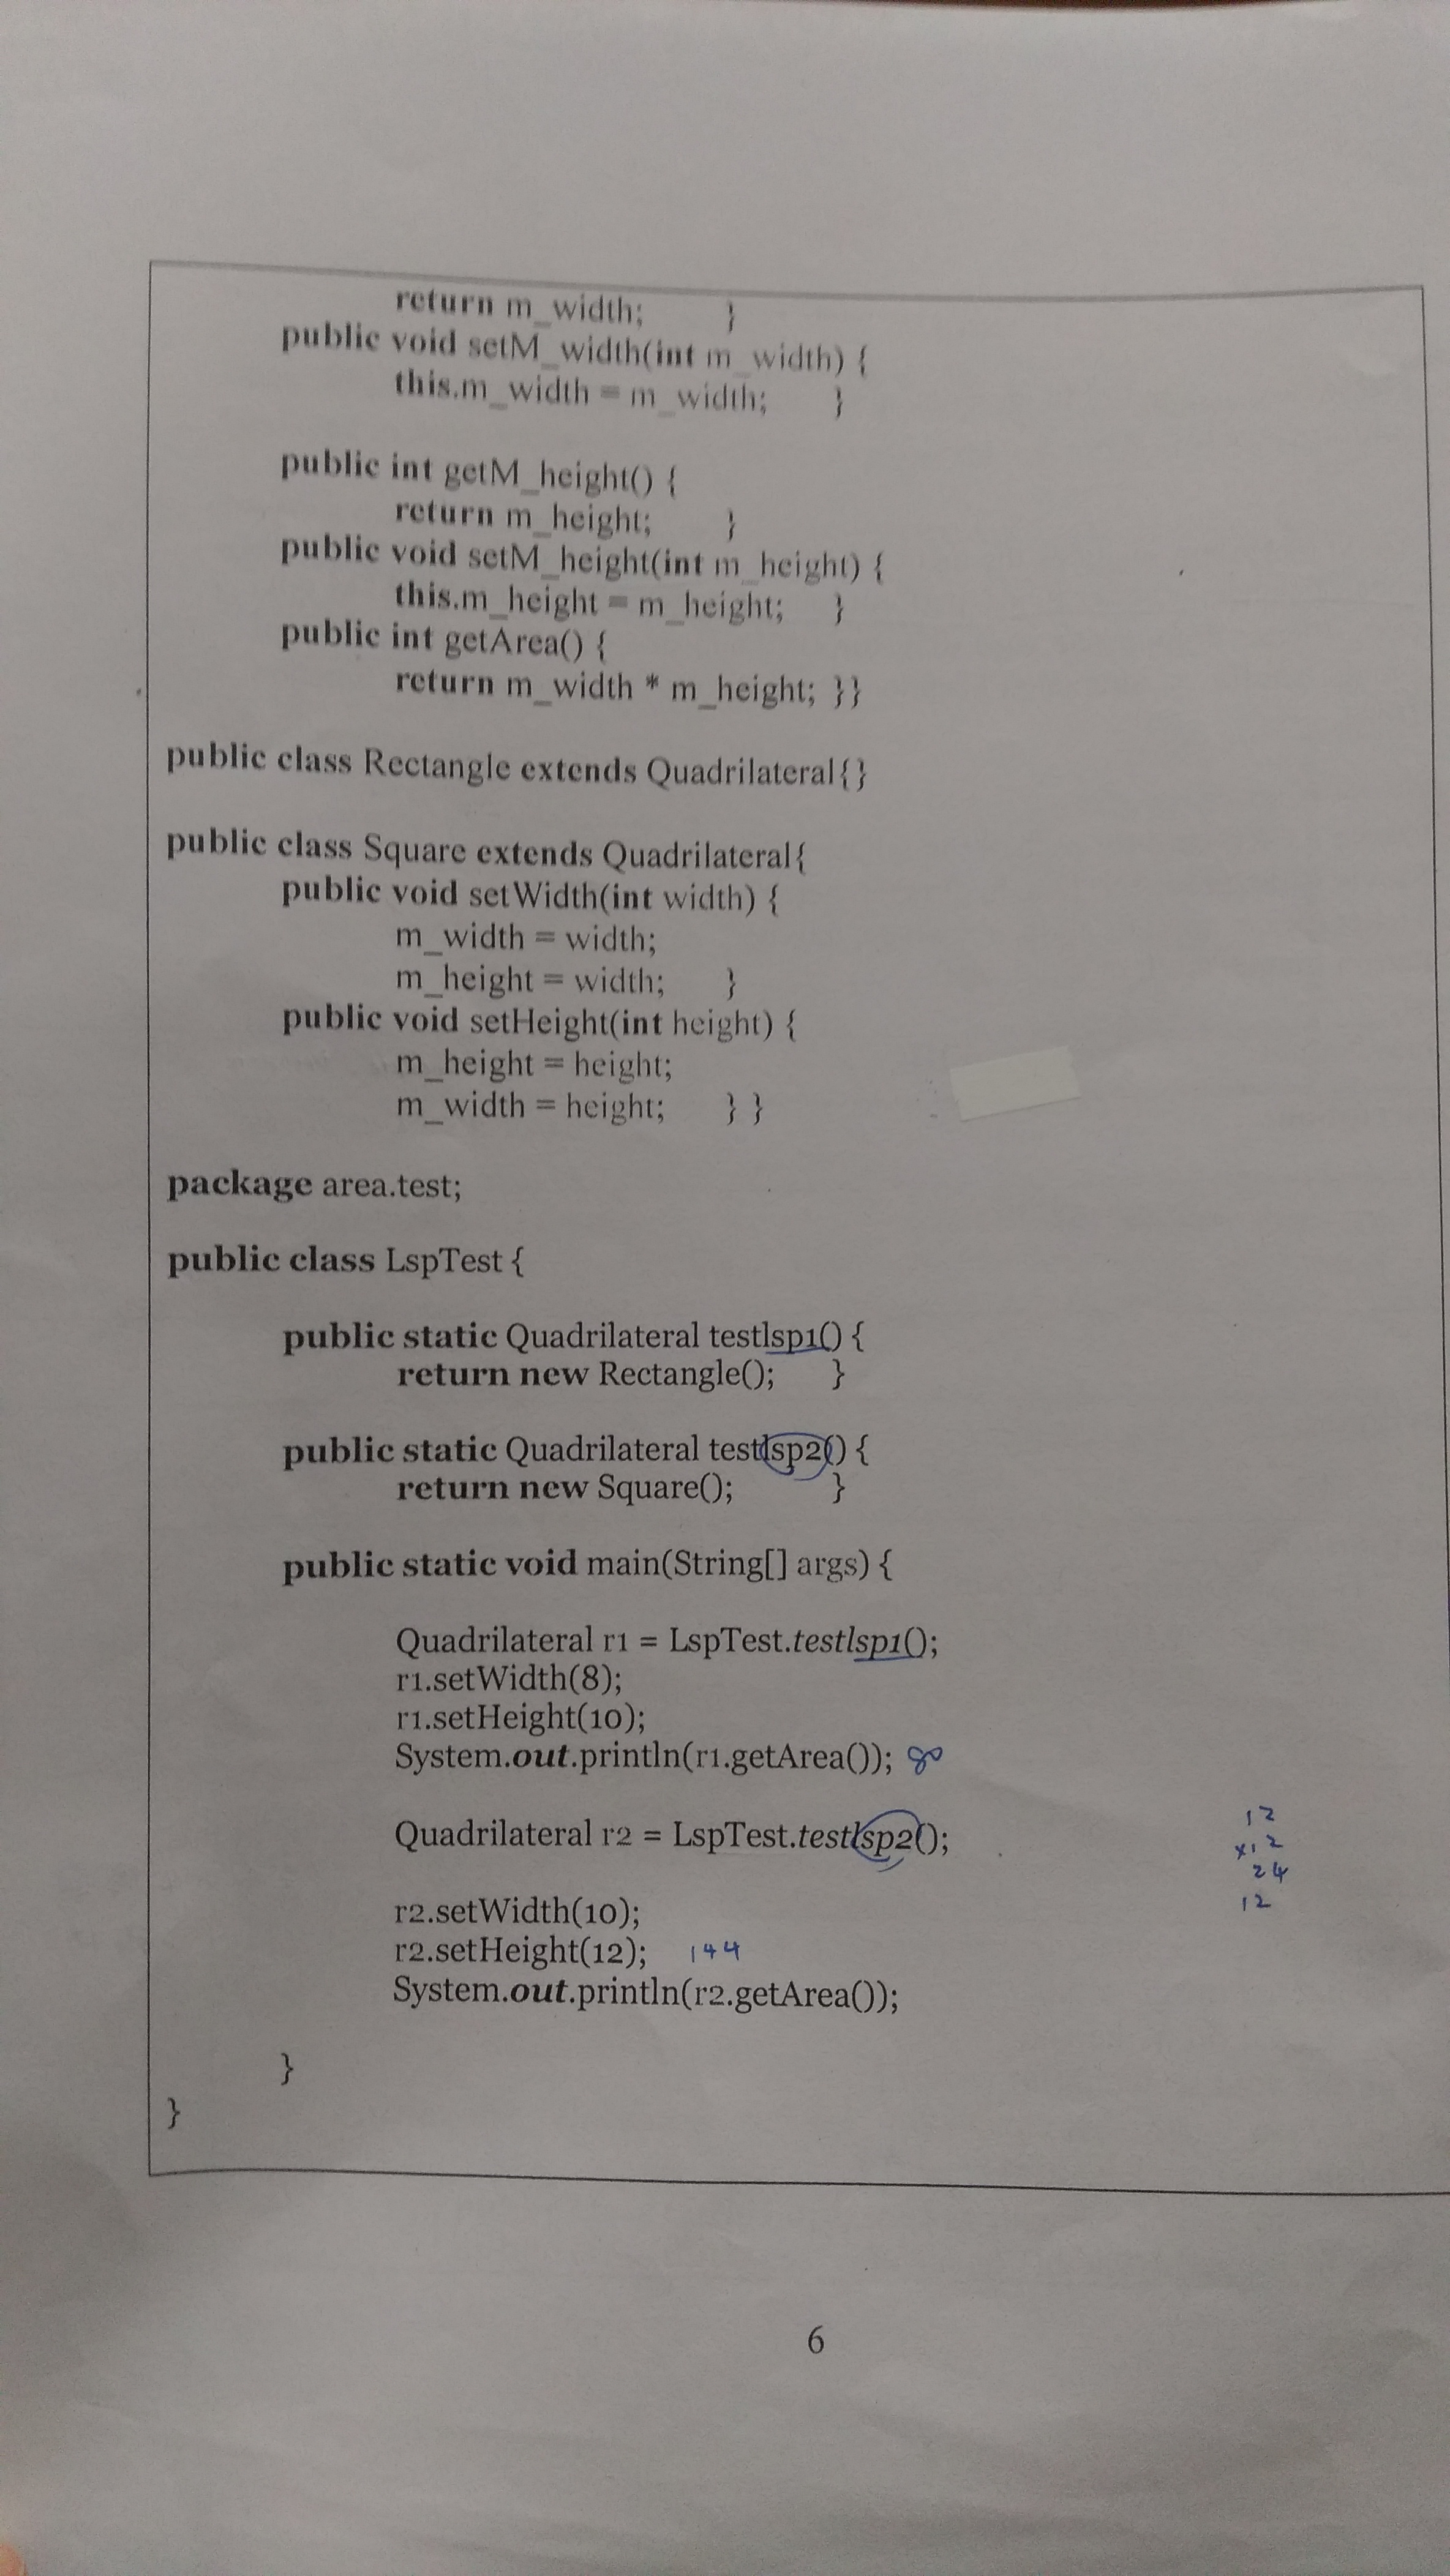 return m_width; }
public void setM_width(int m_width) {
this.m_width = m_width; }
public int getM_height() {
return m_height; }
public void setM_height(int m_height) {
this.m_height = m_height; }
public int getArea() {
return m_width * m_height; }}
public class Rectangle extends Quadrilateral{}
public class Square extends Quadrilateral{
public void setWidth(int width) {
m_width = width;
m_height = width; }
public void setHeight(int height) {
m_height = height;
m_width = height; } }
package area.test;
public class LspTest {
public static Quadrilateral testlsp1() {
return new Rectangle(); }
public static Quadrilateral testlsp2() {
return new Square(); }
public static void main(String[] args) {
Quadrilateral r1 = LspTest.testlsp1();
r1.setWidth(8);
r1.setHeight(10);
System.out.println(r1.getArea()); 80
Quadrilateral r2 = LspTest.testlsp2();
12
x12
24
12
r2.setWidth(10);
r2.setHeight(12); 144
System.out.println(r2.getArea());
}
}
6